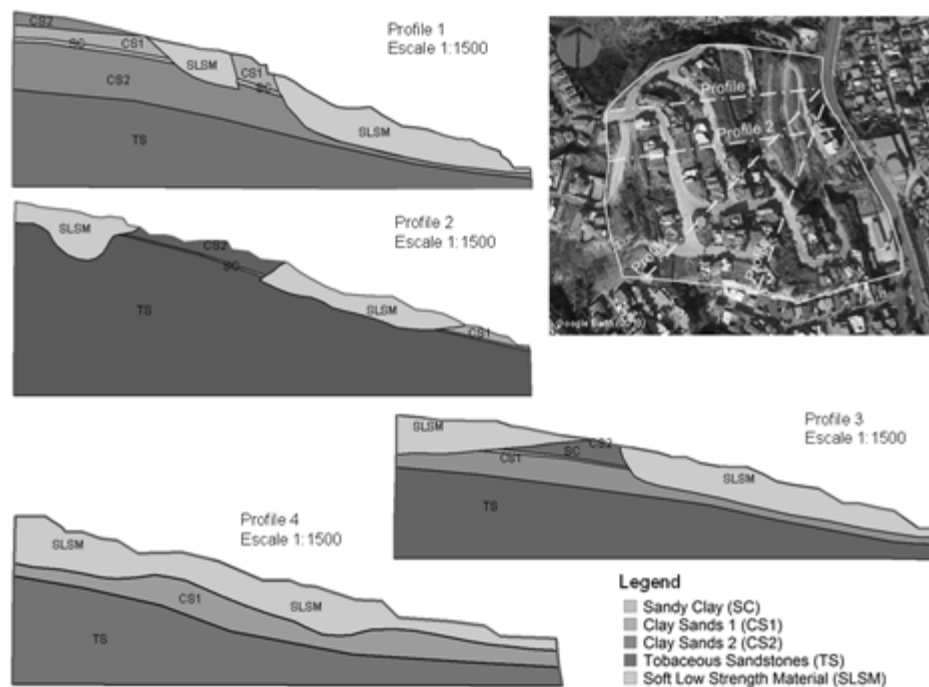 Profile 1
Escale 1:1500
CS2
SC
CS1
SLSM
CS1
SC
CS2
SLSM
TS
Profile 1
Profile 2
Profile 2
Escale 1:1500
SLSM
CS2
SC
SLSM
CS1
TS
Profile 3
Escale 1:1500
SLSM
CS2
SC
CS1
SLSM
TS
Profile 4
Escale 1:1500
SLSM
CS1
SLSM
TS
Legend
Sandy Clay (SC)
Clay Sands 1 (CS1)
Clay Sands 2 (CS2)
Tobaceous Sandstones (TS)
Soft Low Strength Material (SLSM)